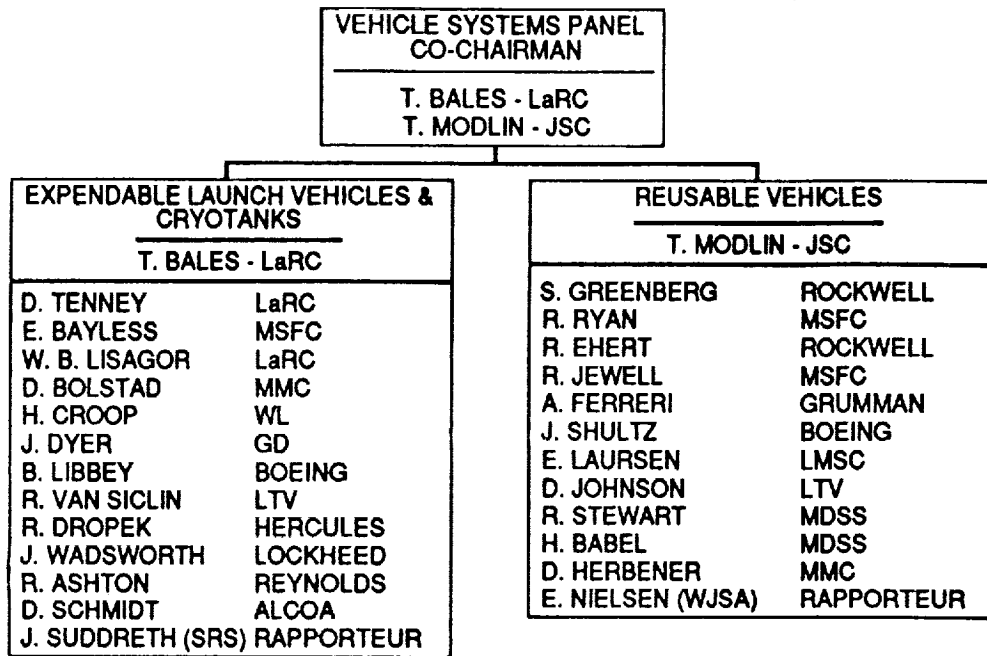 VEHICLE SYSTEMS PANEL
CO-CHAIRMAN
T. BALES - LaRC
T. MODLIN - JSC
EXPENDABLE LAUNCH VEHICLES &
CRYOTANKS
T. BALES - LaRC
D. TENNEY LaRC
E. BAYLESS MSFC
W. B. LISAGOR LaRC
D. BOLSTAD MMC
H. CROOP WL
J. DYER GD
B. LIBBEY BOEING
R. VAN SICLIN LTV
R. DROPEK HERCULES
J. WADSWORTH LOCKHEED
R. ASHTON REYNOLDS
D. SCHMIDT ALCOA
J. SUDDRETH (SRS) RAPPORTEUR
REUSABLE VEHICLES
T. MODLIN - JSC
S. GREENBERG ROCKWELL
R. RYAN MSFC
R. EHERT ROCKWELL
R. JEWELL MSFC
A. FERRERI GRUMMAN
J. SHULTZ BOEING
E. LAURSEN LMSC
D. JOHNSON LTV
R. STEWART MDSS
H. BABEL MDSS
D. HERBENER MMC
E. NIELSEN (WJSA) RAPPORTEUR